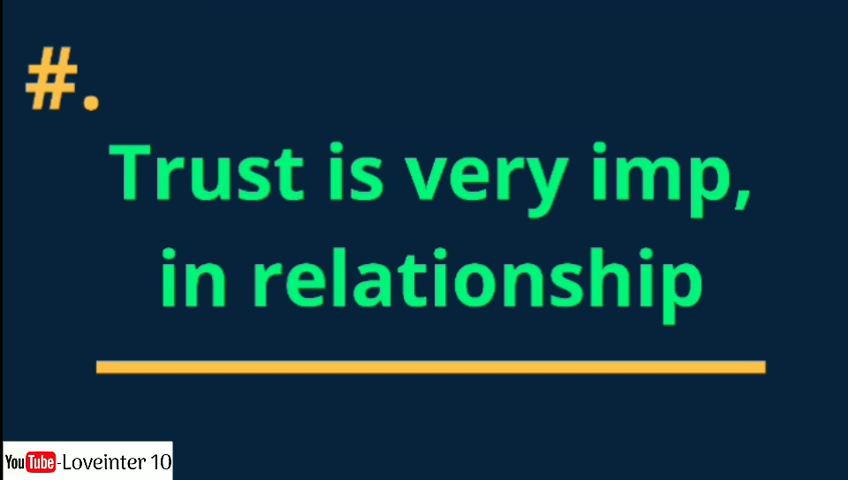 #.
Trust is very imp,
in relationship
YouTube-Loveinter 10